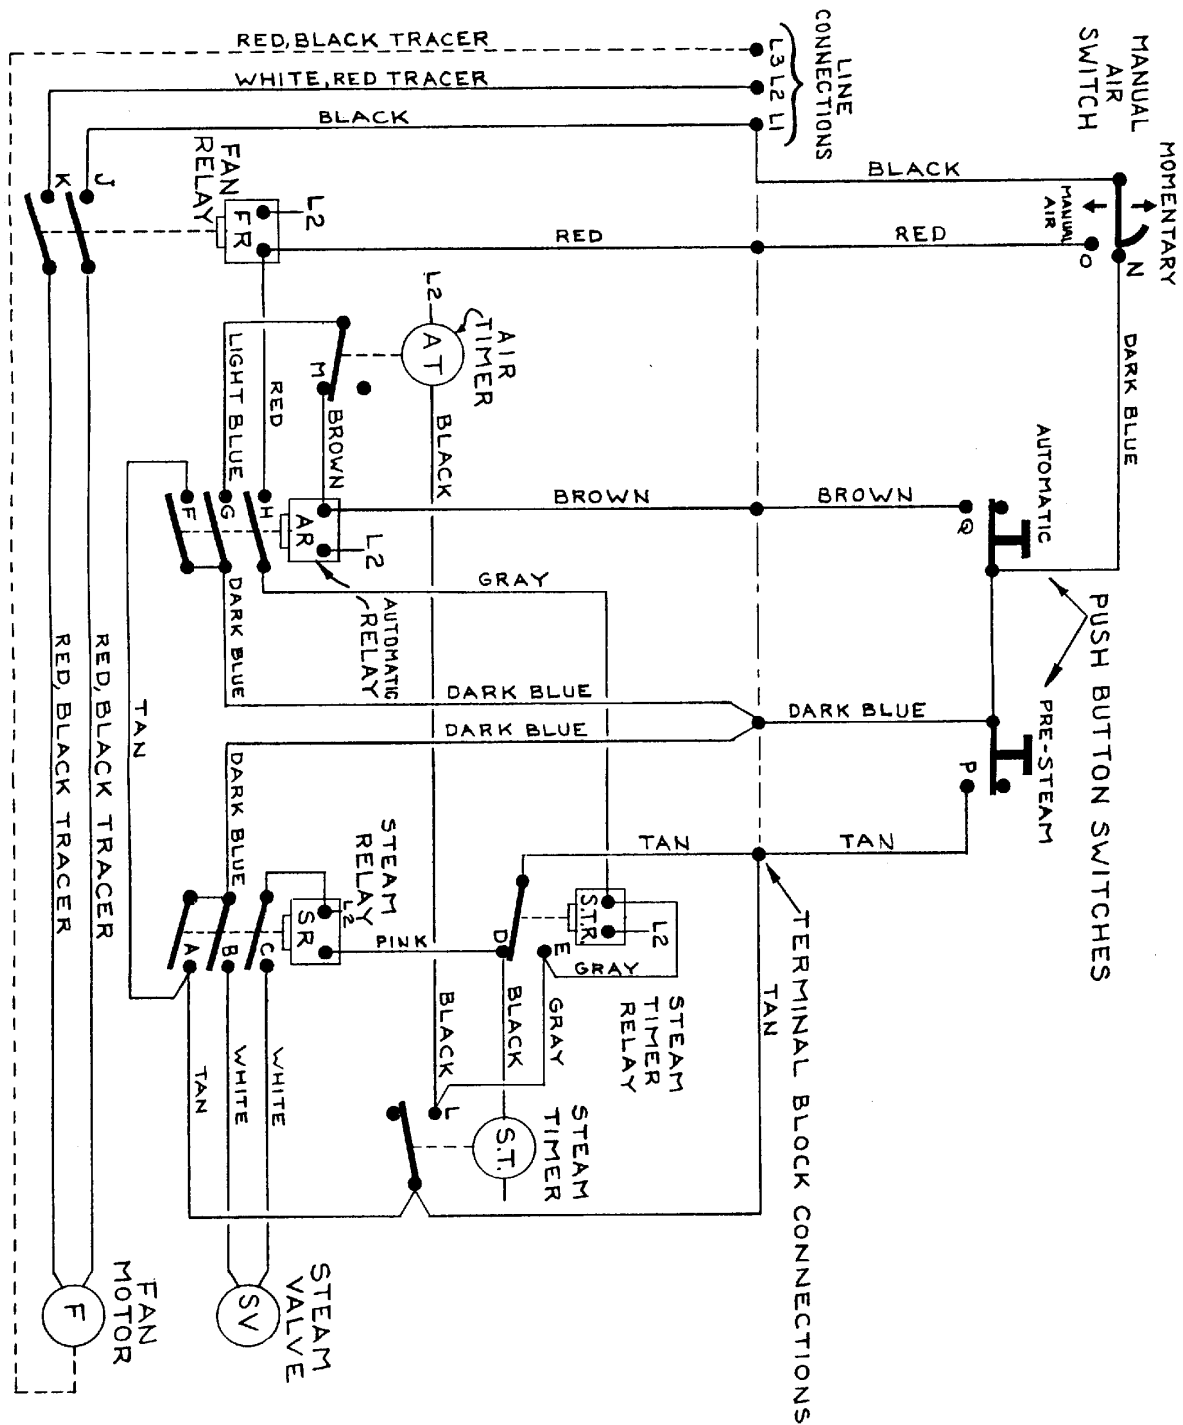 RED, BLACK TRACER
WHITE, RED TRACER
BLACK
L3
L2
L1
LINE
CONNECTIONS
MANUAL
AIR
SWITCH
MOMENTARY
MANUAL
AIR
O
N
BLACK
RED
RED
FAN
RELAY
FR
L2
K
J
DARK BLUE
L2
AIR
TIMER
AT
M
LIGHT BLUE
RED
BROWN
BLACK
BROWN
BROWN
Q
AUTOMATIC
F
G
H
AR
L2
AUTOMATIC
RELAY
GRAY
DARK BLUE
PUSH BUTTON SWITCHES
PRE-STEAM
P
DARK BLUE
DARK BLUE
DARK BLUE
DARK BLUE
TAN
RED, BLACK TRACER
RED, BLACK TRACER
TAN
TAN
TERMINAL BLOCK CONNECTIONS
TAN
STEAM
RELAY
SR
L2
A
B
C
PINK
D
E
S.T.R.
L2
GRAY
STEAM
TIMER
RELAY
BLACK
BLACK
GRAY
L
S.T.
STEAM
TIMER
TAN
WHITE
WHITE
SV
STEAM
VALVE
F
FAN
MOTOR